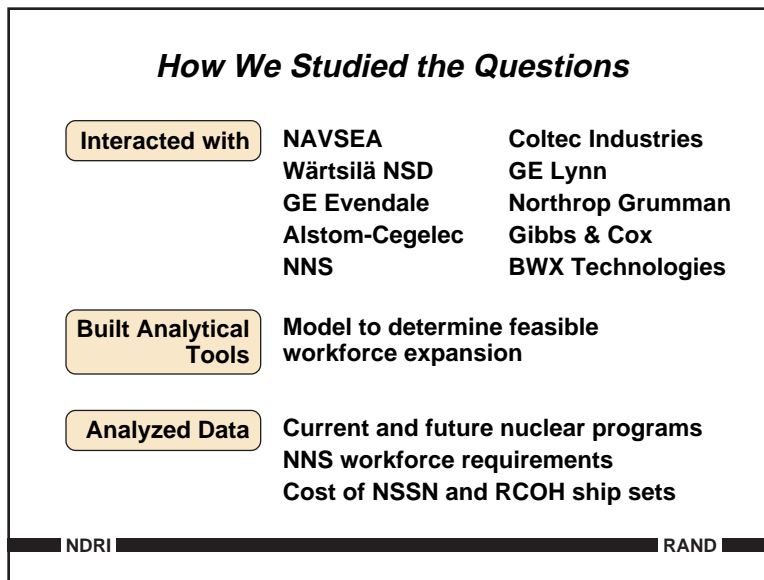 How We Studied the Questions
Interacted with
NAVSEA
Wärtsilä NSD
GE Evendale
Alstom-Cegelec
NNS
Coltec Industries
GE Lynn
Northrop Grumman
Gibbs & Cox
BWX Technologies
Built Analytical
Tools
Model to determine feasible
workforce expansion
Analyzed Data
Current and future nuclear programs
NNS workforce requirements
Cost of NSSN and RCOH ship sets
NDRI
RAND